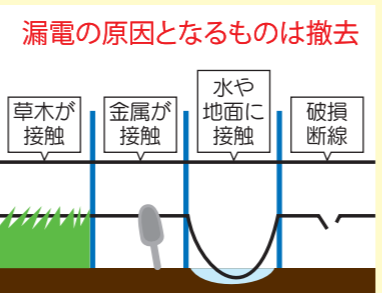 漏電の原因となるものは撤去
草木が
接触
金属が
接触
水や
地面に
接触
破損
断線